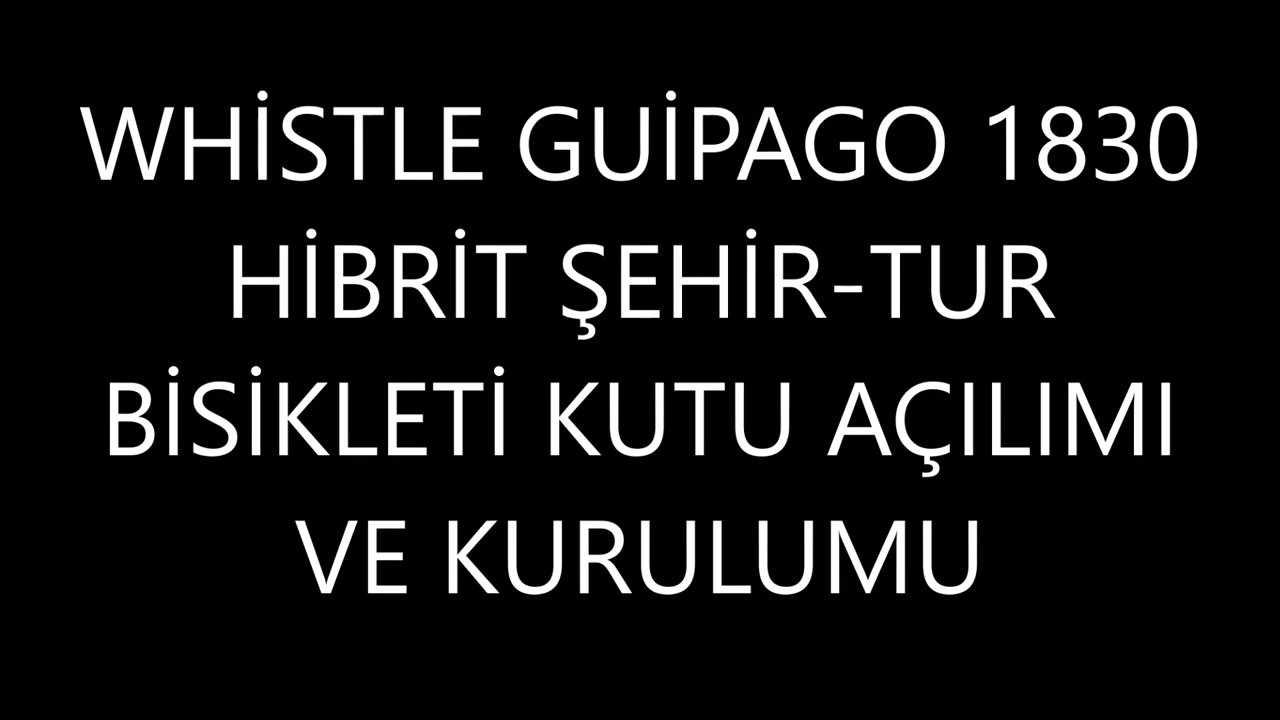 WHİSTLE GUİPAGO 1830
HİBRİT ŞEHİR-TUR
BİSİKLETİ KUTU AÇILIMI
VE KURULUMU